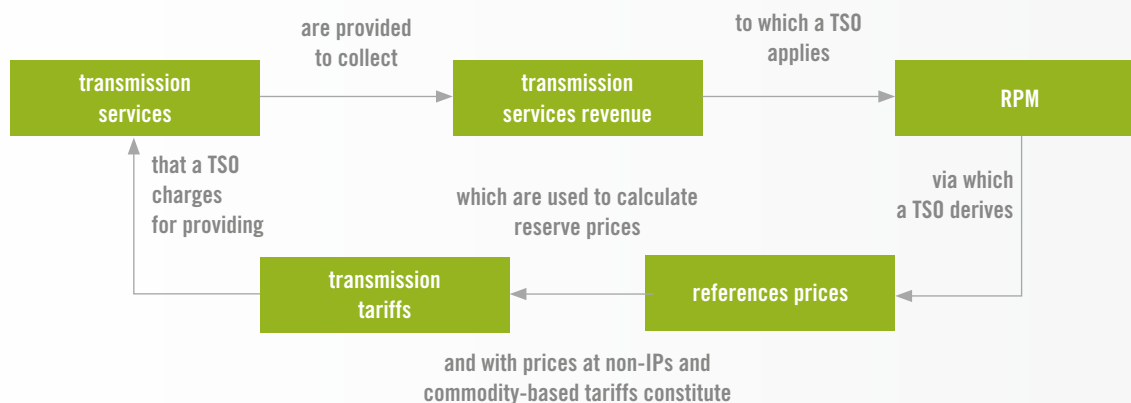 are provided
to collect
to which a TSO
applies
transmission
services
transmission
services revenue
RPM
that a TSO
charges
for providing
which are used to calculate
reserve prices
via which
a TSO derives
transmission
tariffs
references prices
and with prices at non-IPs and
commodity-based tariffs constitute